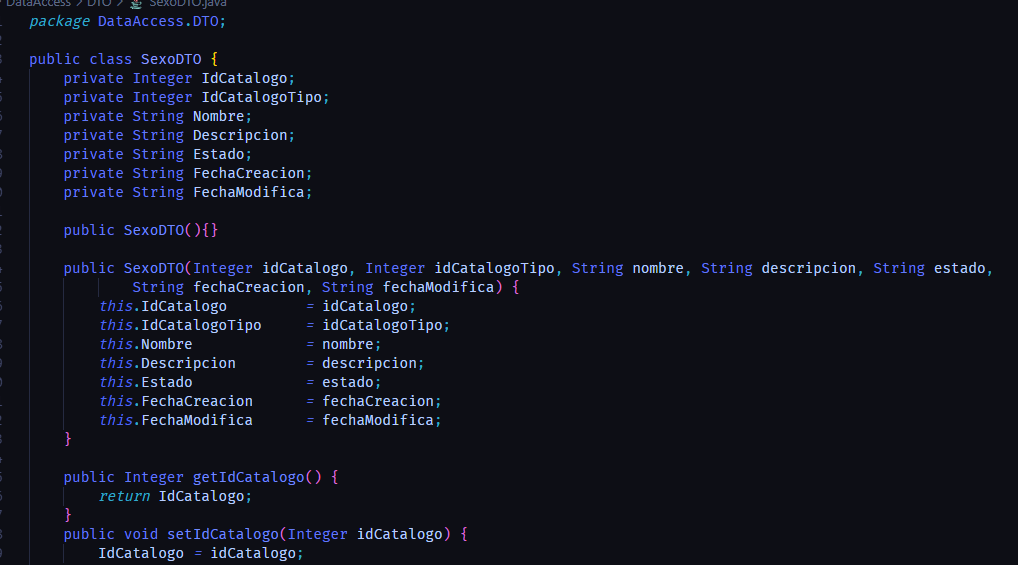 DataAccess > DTO > SexoDTO.java
package DataAccess.DTO;
public class SexoDTO {
private Integer IdCatalogo;
private Integer IdCatalogoTipo;
private String Nombre;
private String Descripcion;
private String Estado;
private String FechaCreacion;
private String FechaModifica;
public SexoDTO(){}
public SexoDTO(Integer idCatalogo, Integer idCatalogoTipo, String nombre, String descripcion, String estado,
String fechaCreacion, String fechaModifica) {
this.IdCatalogo = idCatalogo;
this.IdCatalogoTipo = idCatalogoTipo;
this.Nombre = nombre;
this.Descripcion = descripcion;
this.Estado = estado;
this.FechaCreacion = fechaCreacion;
this.FechaModifica = fechaModifica;
}
public Integer getIdCatalogo() {
return IdCatalogo;
}
public void setIdCatalogo(Integer idCatalogo) {
IdCatalogo = idCatalogo;